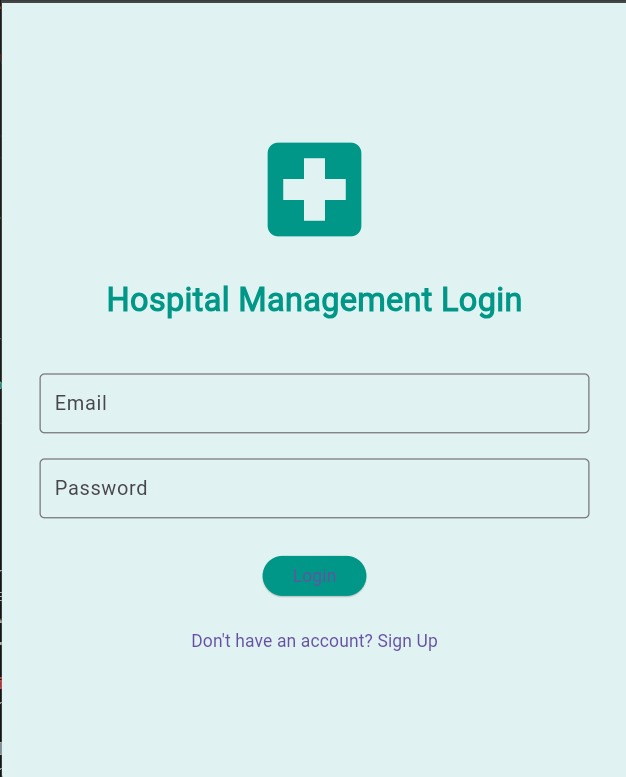 Hospital Management Login
Email
Password
Login
Don't have an account? Sign Up